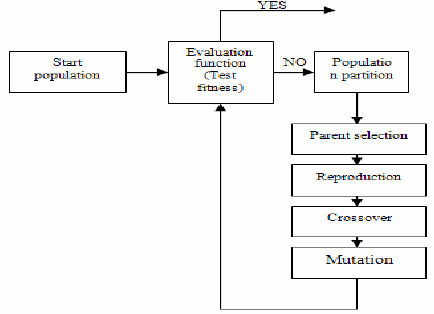 YES
Start
population
Evaluation
function
(Test
fitness)
NO
Populatio
n partition
Parent selection
Reproduction
Crossover
Mutation